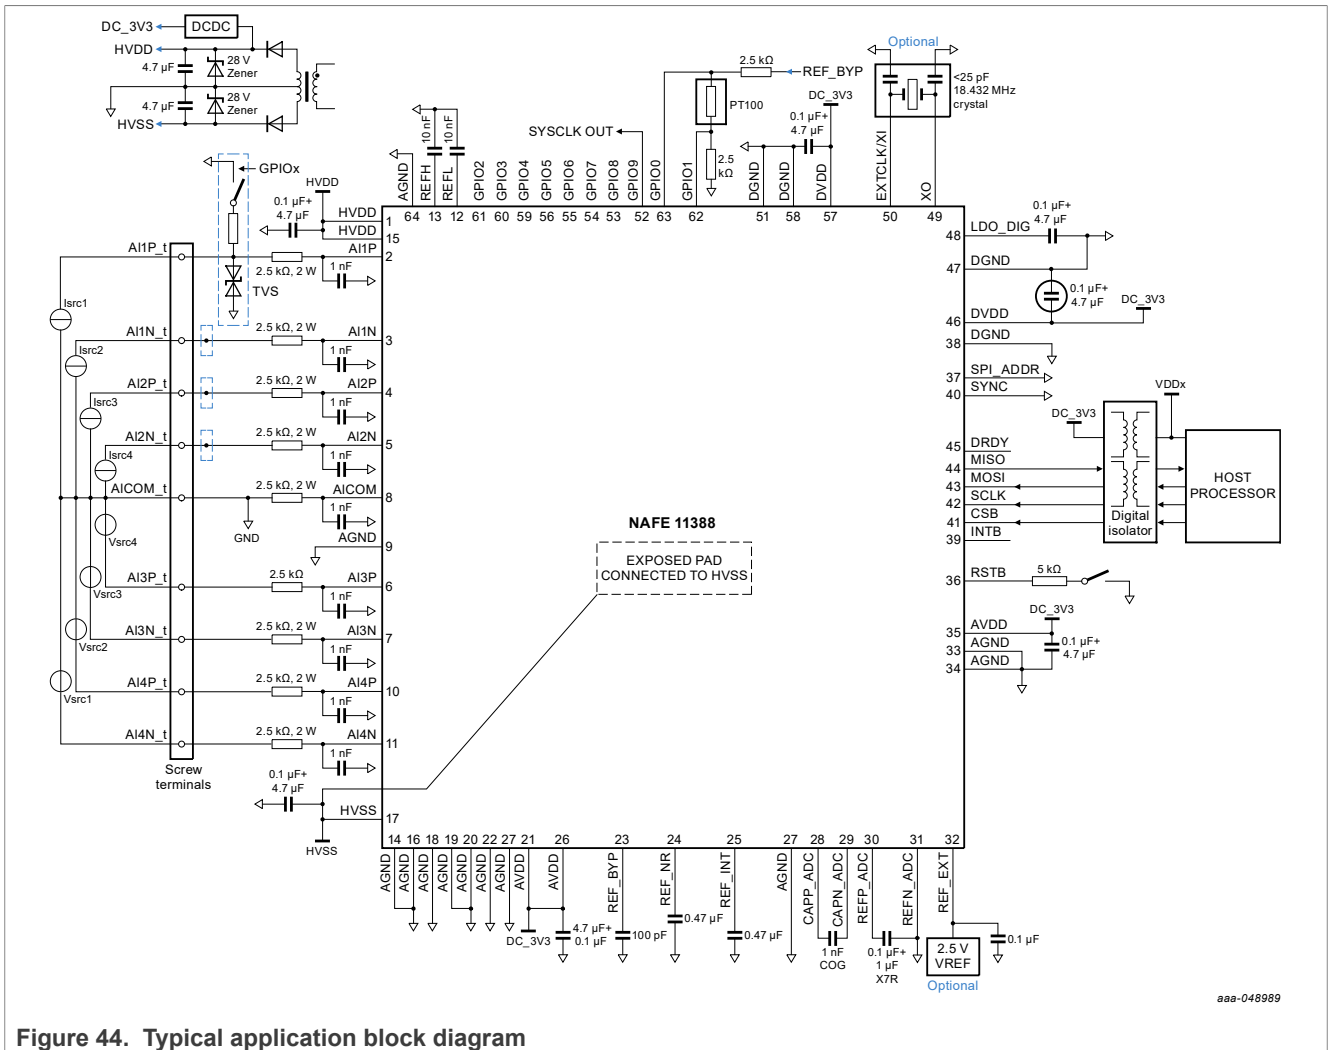 DC_3V3
DCDC
HVDD
4.7 µF
28 V
Zener
4.7 µF
28 V
Zener
HVSS
GPIOx
TVS
HVDD
0.1 µF+
4.7 µF
HVDD
1
HVDD
15
AGND
64
10 nF
REFH
13
10 nF
REFL
12
GPIO2
61
GPIO3
60
GPIO4
59
GPIO5
56
GPIO6
55
GPIO7
54
GPIO8
53
SYSCLK OUT
GPIO9
52
GPIO0
63
GPIO1
62
2.5 kΩ
REF_BYP
PT100
2.5
kΩ
DC_3V3
0.1 µF+
4.7 µF
DGND
51
DGND
58
DVDD
57
Optional
<25 pF
18.432 MHz
crystal
EXTCLK/XI
50
XO
49
AI1P_t
2.5 kΩ, 2 W
AI1P
2
1 nF
AI1N_t
2.5 kΩ, 2 W
AI1N
3
1 nF
AI2P_t
2.5 kΩ, 2 W
AI2P
4
1 nF
AI2N_t
2.5 kΩ, 2 W
AI2N
5
1 nF
AICOM_t
2.5 kΩ, 2 W
AICOM
8
1 nF
GND
AGND
9
AI3P_t
2.5 kΩ
AI3P
6
1 nF
AI3N_t
2.5 kΩ, 2 W
AI3N
7
1 nF
AI4P_t
2.5 kΩ, 2 W
AI4P
10
1 nF
AI4N_t
2.5 kΩ, 2 W
AI4N
11
1 nF
Isrc1
Isrc2
Isrc3
Isrc4
Vsrc4
Vsrc3
Vsrc2
Vsrc1
Screw
terminals
0.1 µF+
4.7 µF
HVSS
17
HVSS
NAFE 11388
EXPOSED PAD
CONNECTED TO HVSS
48
LDO_DIG
0.1 µF+
4.7 µF
47
DGND
0.1 µF+
4.7 µF
DC_3V3
46
DVDD
38
DGND
37
SPI_ADDR
40
SYNC
45
DRDY
44
MISO
43
MOSI
42
SCLK
41
CSB
39
INTB
DC_3V3
VDDx
Digital
isolator
HOST
PROCESSOR
36
RSTB
5 kΩ
DC_3V3
35
AVDD
33
AGND
34
AGND
0.1 µF+
4.7 µF
14
AGND
16
AGND
18
AGND
19
AGND
20
AGND
22
AGND
27
AGND
21
AVDD
26
AVDD
DC_3V3
4.7 µF+
0.1 µF
23
REF_BYP
100 pF
24
REF_NR
0.47 µF
25
REF_INT
0.47 µF
27
AGND
28
CAPP_ADC
29
CAPN_ADC
1 nF
COG
30
REFP_ADC
31
REFN_ADC
0.1 µF+
1 µF
X7R
32
REF_EXT
2.5 V
VREF
Optional
0.1 µF
aaa-048989
Figure 44. Typical application block diagram